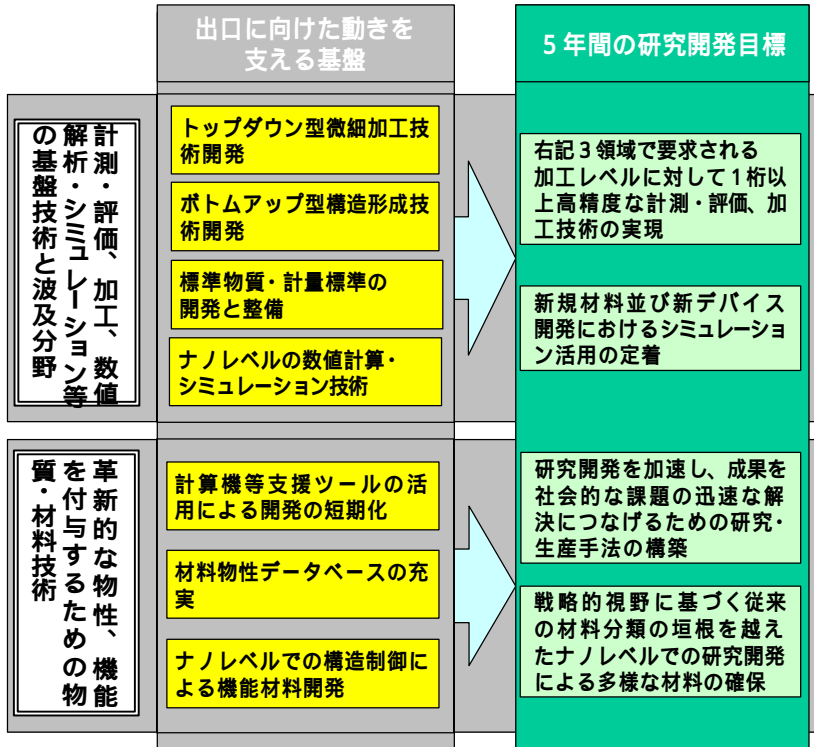 出口に向けた動きを
支える基盤
5年間の研究開発目標
計測・評価、加工、数値
解析・シミュレーション等
の基盤技術と波及分野
トップダウン型微細加工技
術開発
ボトムアップ型構造形成技
術開発
標準物質・計量標準の
開発と整備
ナノレベルの数値計算・
シミュレーション技術
右記3領域で要求される
加工レベルに対して1桁以
上高精度な計測・評価、加
工技術の実現
新規材料並び新デバイス
開発におけるシミュレーショ
ン活用の定着
革新的な物性、機能
を付与するための物
質・材料技術
計算機等支援ツールの活
用による開発の短期化
材料物性データベースの充
実
ナノレベルでの構造制御に
よる機能材料開発
研究開発を加速し、成果を
社会的な課題の迅速な解
決につなげるための研究・
生産手法の構築
戦略的視野に基づく従来
の材料分類の垣根を越え
たナノレベルでの研究開発
による多様な材料の確保